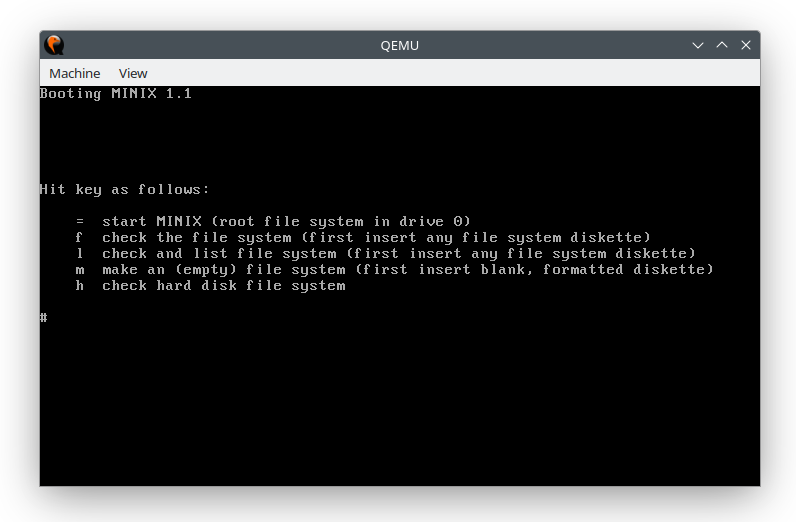 QEMU
Machine View
Booting MINIX 1.1
Hit key as follows:
= start MINIX (root file system in drive 0)
f check the file system (first insert any file system diskette)
l check and list file system (first insert any file system diskette)
m make an (empty) file system (first insert blank, formatted diskette)
h check hard disk file system
#